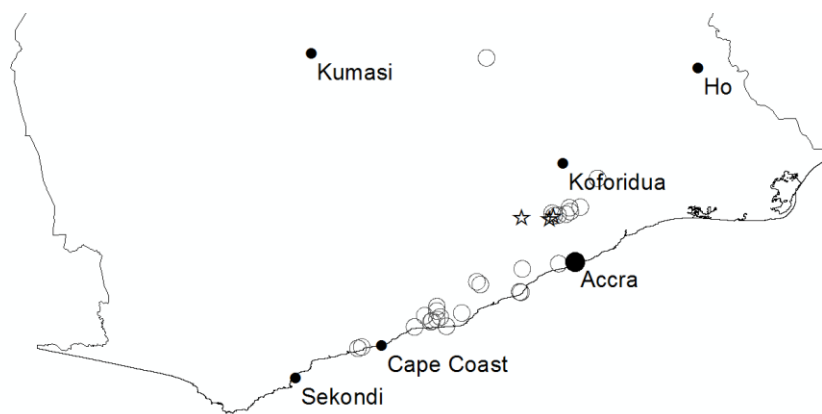 Kumasi
Ho
Koforidua
Accra
Cape Coast
Sekondi